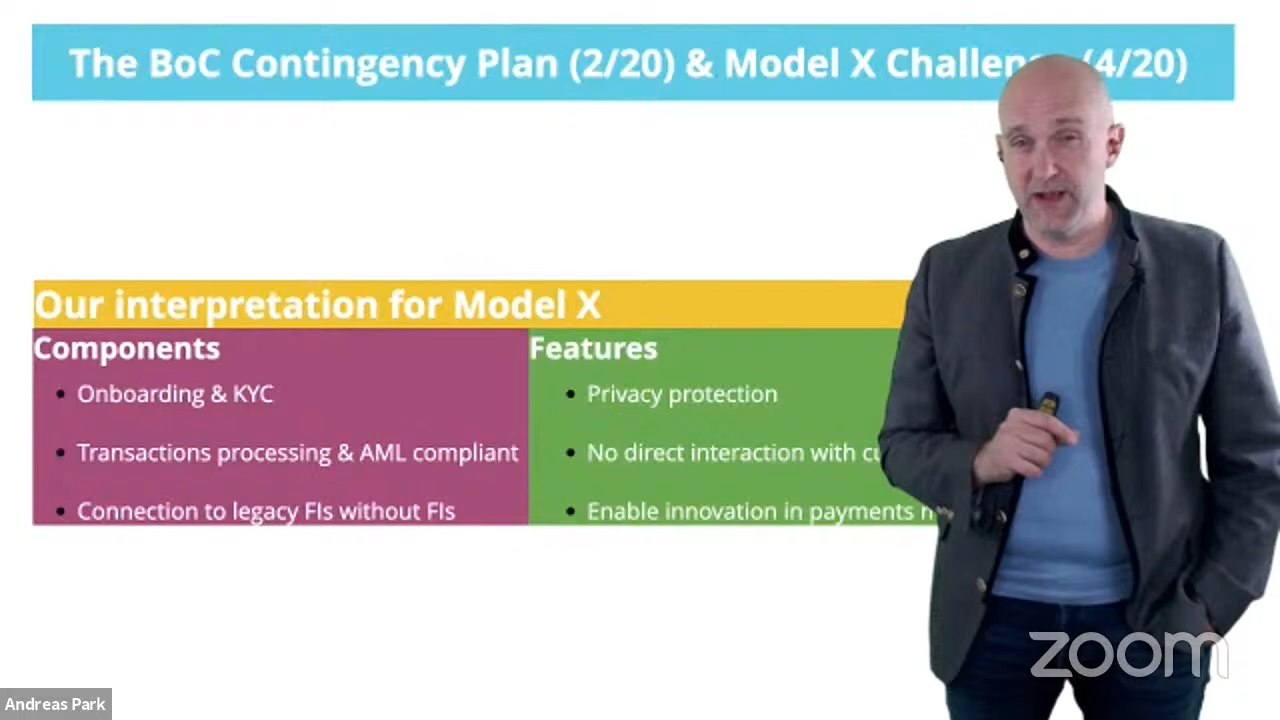 The BoC Contingency Plan (2/20) & Model X (4/20)
Our interpretation for Model X
Components
Onboarding & KYC
Transactions processing & AML compliant
Connection to legacy FIs without FIs
Features
Privacy protection
No direct interaction with
Enable innovation in payments
zoom
Andreas Park